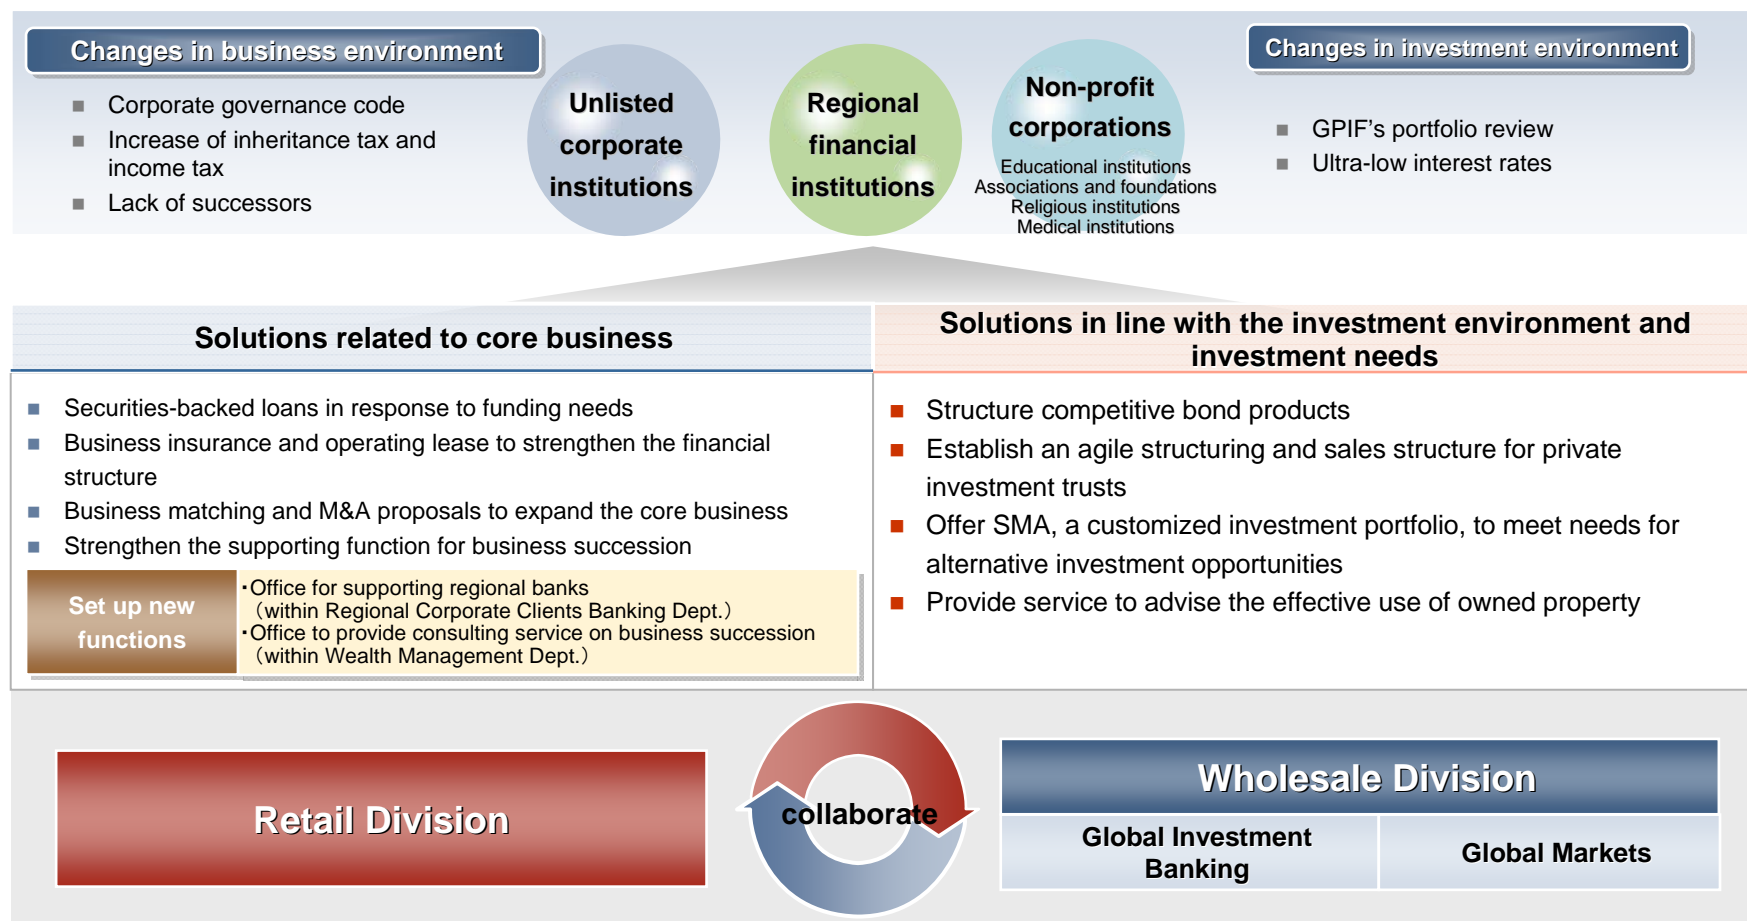 Changes in business environment
■ Corporate governance code
■ Increase of inheritance tax and
income tax
■ Lack of successors
Unlisted
corporate
institutions
Regional
financial
institutions
Non-profit
corporations
Educational institutions
Associations and foundations
Religious institutions
Medical institutions
Changes in investment environment
■ GPIF's portfolio review
■ Ultra-low interest rates
Solutions related to core business
■ Securities-backed loans in response to funding needs
■ Business insurance and operating lease to strengthen the financial
structure
■ Business matching and M&A proposals to expand the core business
■ Strengthen the supporting function for business succession
Set up new
functions
・Office for supporting regional banks
（within Regional Corporate Clients Banking Dept.）
・Office to provide consulting service on business succession
（within Wealth Management Dept.）
Solutions in line with the investment environment and
investment needs
■ Structure competitive bond products
■ Establish an agile structuring and sales structure for private
investment trusts
■ Offer SMA, a customized investment portfolio, to meet needs for
alternative investment opportunities
■ Provide service to advise the effective use of owned property
Retail Division
collaborate
Wholesale Division
Global Investment
Banking
Global Markets